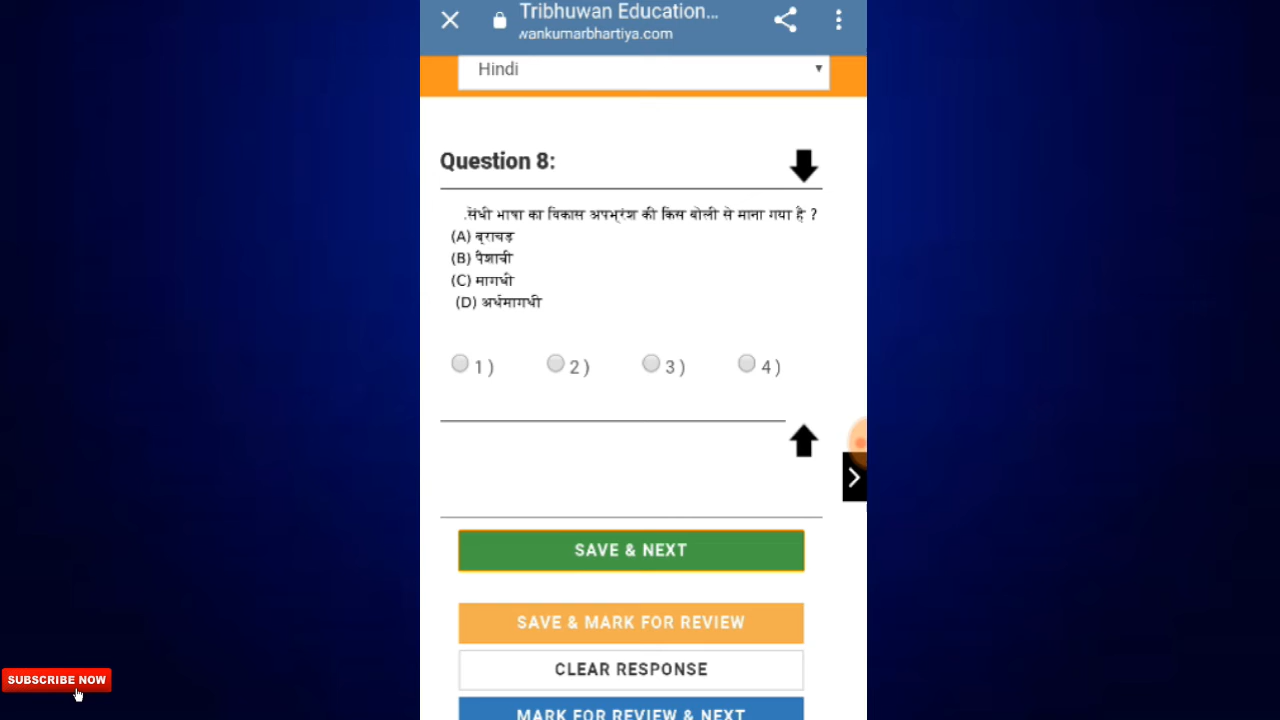 Tribhuwan Education...
wankumarbhartiya.com
Hindi
Question 8:
.सेंधी भाषा का विकास अपभ्रंश की किस बोली से माना गया है ?
(A) ब्राचड़
(B) पैशाची
(C) मागधी
(D) अर्धमागधी
1 )
2 )
3 )
4 )
SAVE & NEXT
SAVE & MARK FOR REVIEW
CLEAR RESPONSE
MARK FOR REVIEW & NEXT
SUBSCRIBE NOW